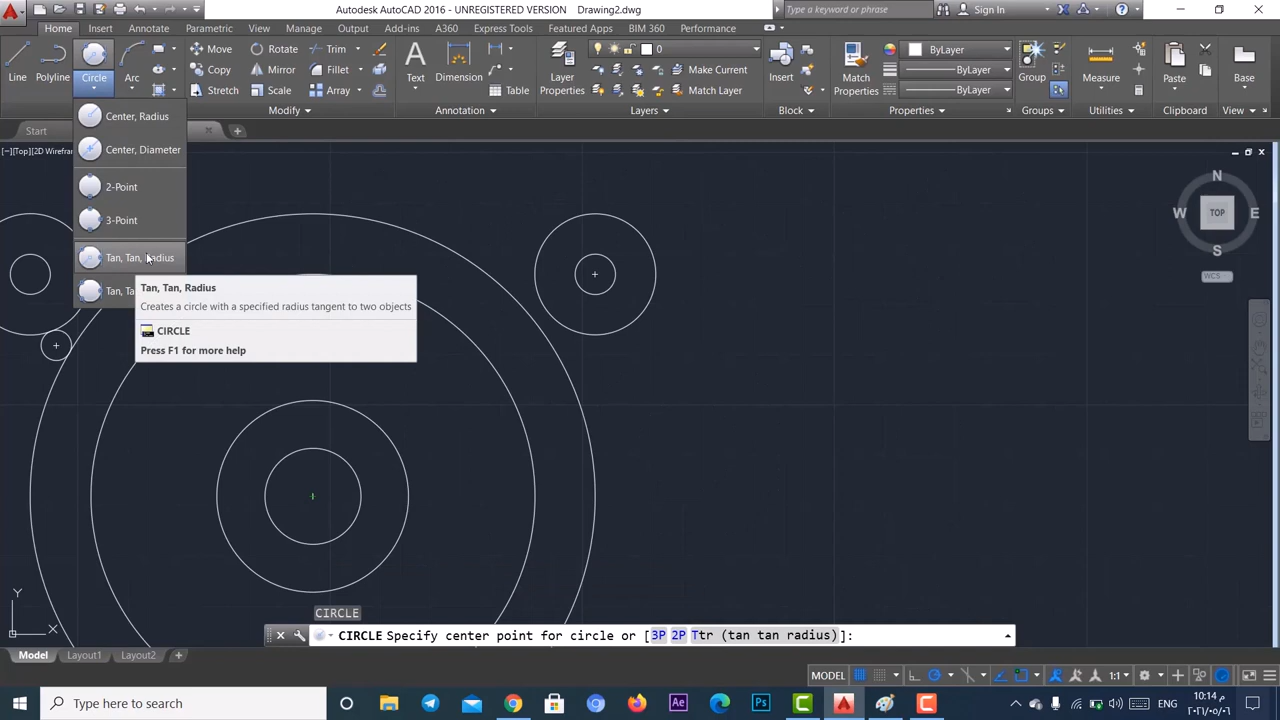 Autodesk AutoCAD 2016 - UNREGISTERED VERSION Drawing2.dwg
Type a keyword or phrase
Sign In
Home Insert Annotate Parametric View Manage Output Add-ins A360 Express Tools Featured Apps BIM 360 Performance
Line Polyline Circle Arc
Move Rotate Trim
Copy Mirror Fillet
Stretch Scale Array
Modify
Text Dimension
Table
Annotation
Layer Properties
0
Make Current
Match Layer
Layers
Insert
Block
Match Properties
ByLayer
ByLayer
ByLayer
Properties
Group
Groups
Measure
Utilities
Paste
Clipboard
Base
View
Start
[−][Top][2D Wirefra
Center, Radius
Center, Diameter
2-Point
3-Point
Tan, Tan, Radius
Tan, Ta
Tan, Tan, Radius
Creates a circle with a specified radius tangent to two objects
CIRCLE
Press F1 for more help
N
W TOP E
S
WCS
Y
X
CIRCLE
CIRCLE Specify center point for circle or [3P 2P Ttr (tan tan radius)]:
Model Layout1 Layout2
MODEL
1:1
Type here to search
Ae
Ps
C
A
C
ENG